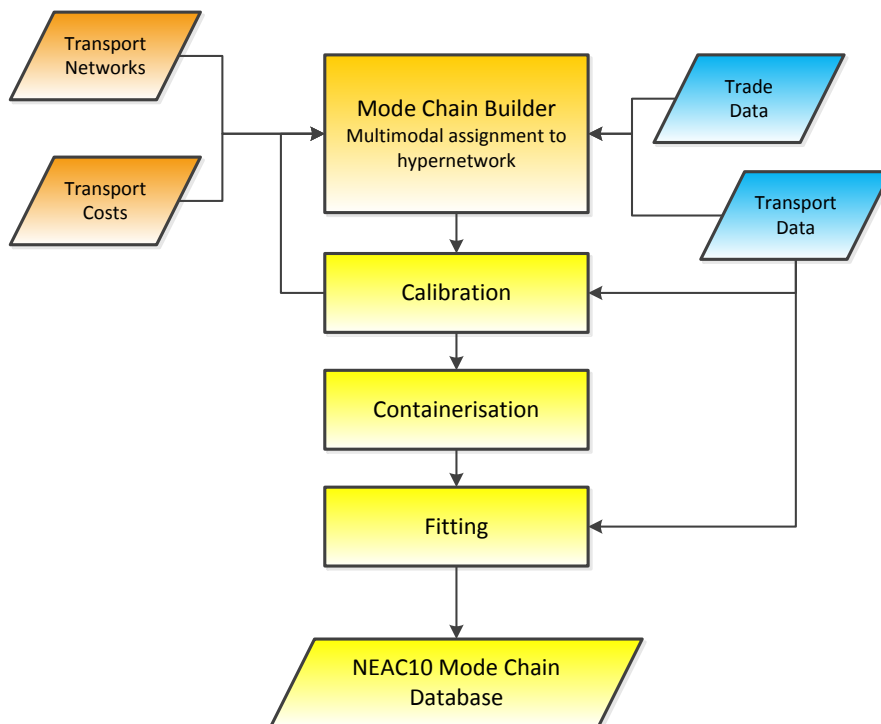 Transport
Networks
Mode Chain Builder
Multimodal assignment to
hypernetwork
Trade
Data
Transport
Costs
Transport
Data
Calibration
Containerisation
Fitting
NEAC10 Mode Chain
Database